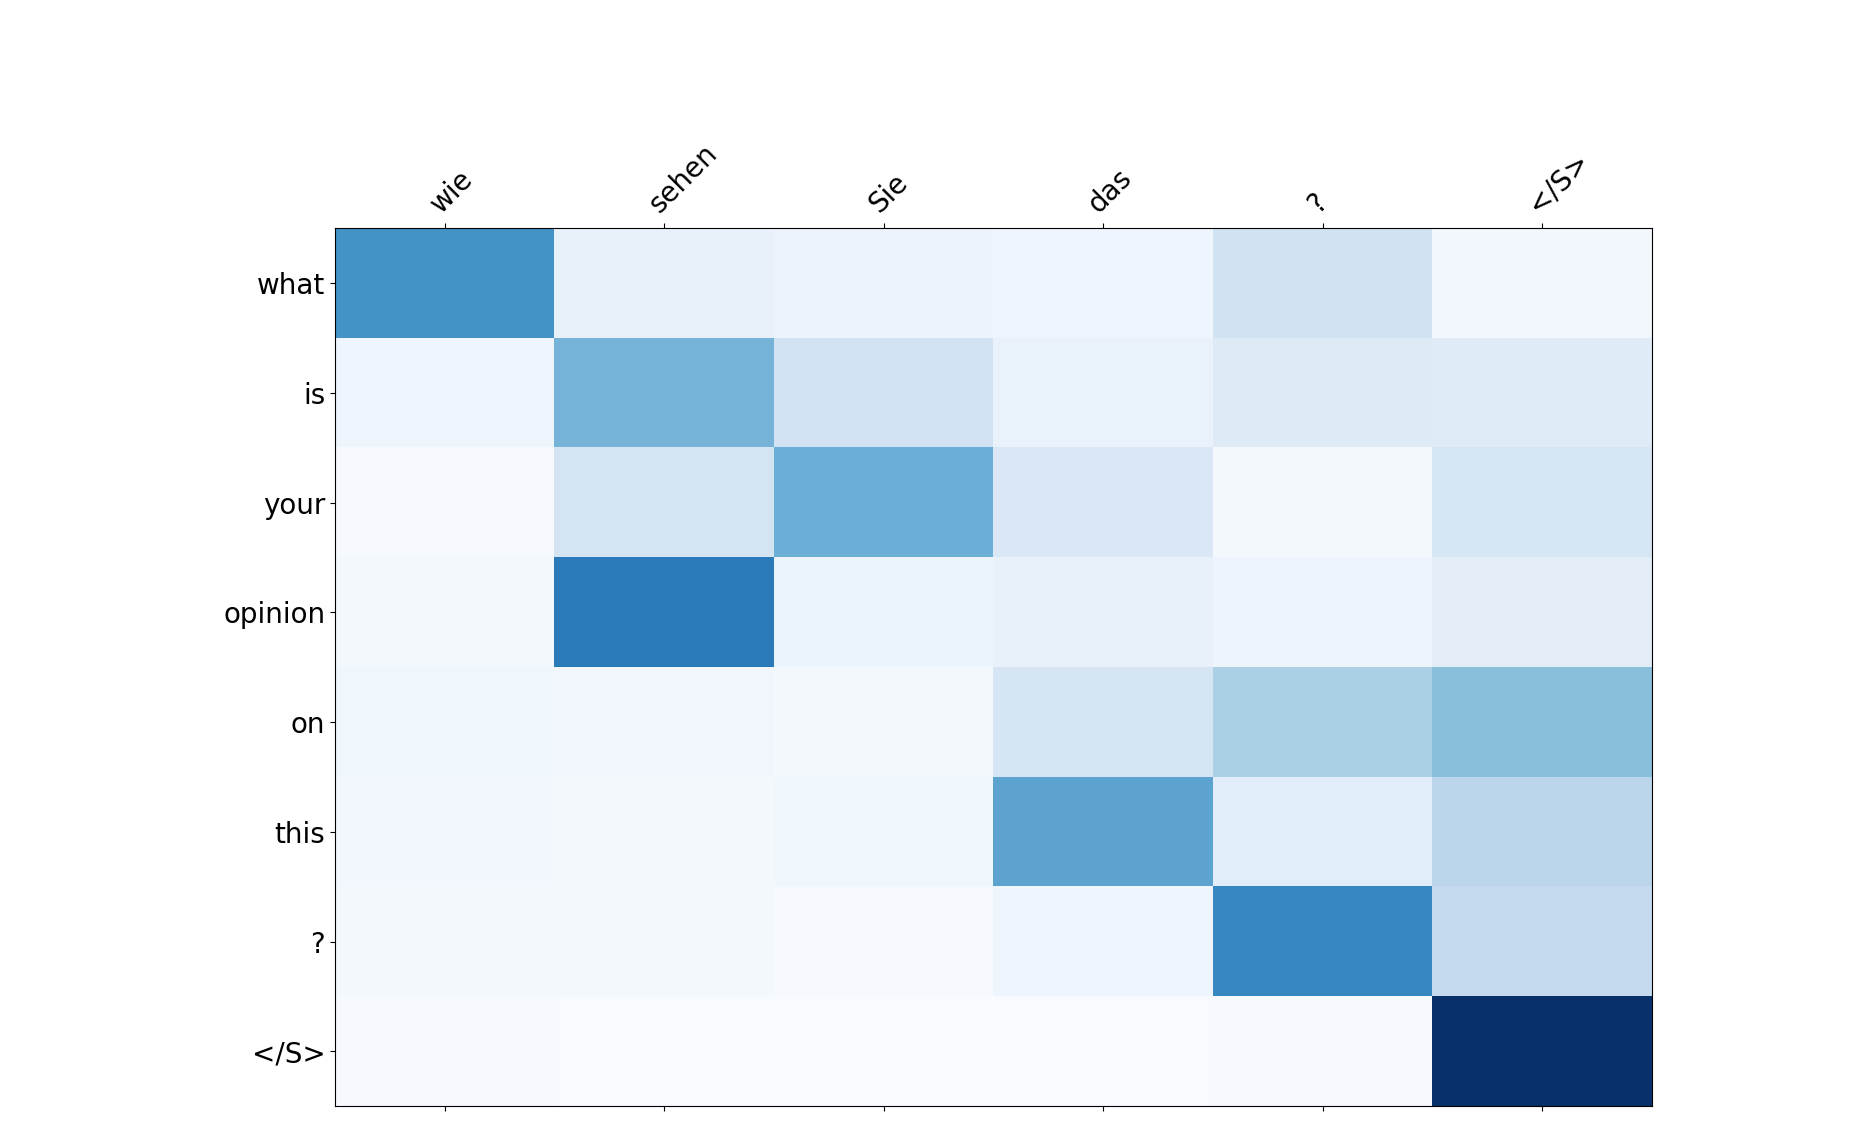 wie sehen Sie das ? </S>
what
is
your
opinion
on
this
?
</S>